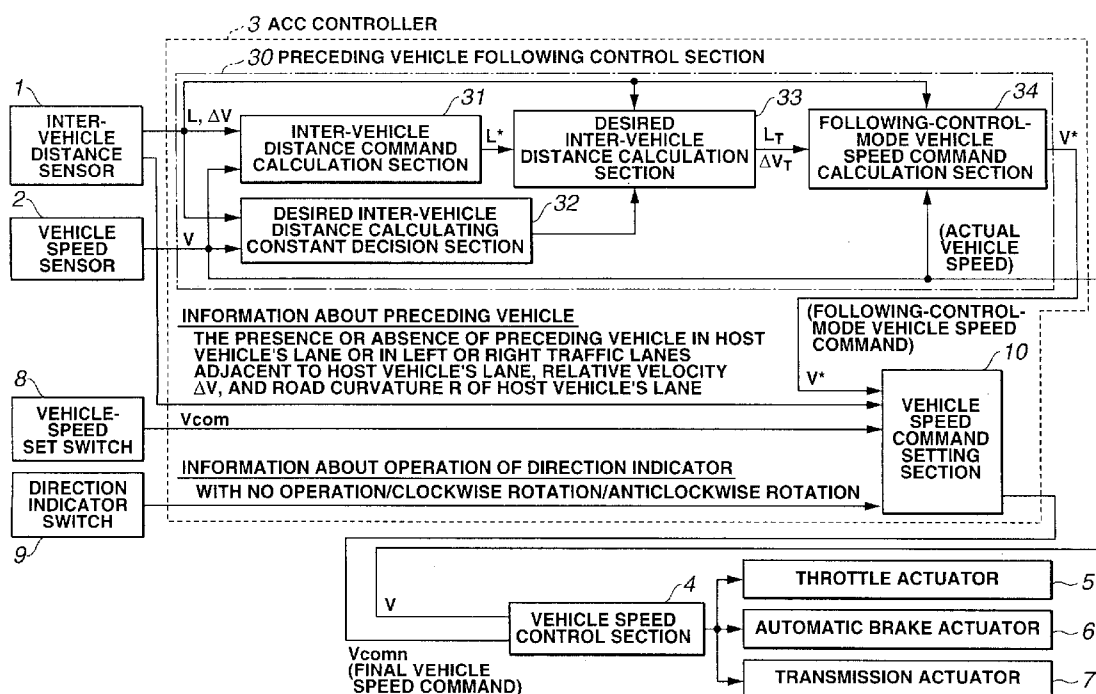 3 ACC CONTROLLER
30 PRECEDING VEHICLE FOLLOWING CONTROL SECTION
1
INTER-
VEHICLE
DISTANCE
SENSOR
L, ΔV
31
INTER-VEHICLE
DISTANCE COMMAND
CALCULATION SECTION
L*
33
DESIRED
INTER-VEHICLE
DISTANCE CALCULATION
SECTION
LT
ΔVT
34
FOLLOWING-CONTROL-
MODE VEHICLE
SPEED COMMAND
CALCULATION SECTION
V*
2
VEHICLE
SPEED
SENSOR
V
32
DESIRED INTER-VEHICLE
DISTANCE CALCULATING
CONSTANT DECISION SECTION
(ACTUAL
VEHICLE
SPEED)
INFORMATION ABOUT PRECEDING VEHICLE
THE PRESENCE OR ABSENCE OF PRECEDING VEHICLE IN HOST
VEHICLE'S LANE OR IN LEFT OR RIGHT TRAFFIC LANES
ADJACENT TO HOST VEHICLE'S LANE, RELATIVE VELOCITY
ΔV, AND ROAD CURVATURE R OF HOST VEHICLE'S LANE
(FOLLOWING-CONTROL-
MODE VEHICLE SPEED
COMMAND)
V*
10
VEHICLE
SPEED
COMMAND
SETTING
SECTION
8
VEHICLE-
SPEED
SET SWITCH
Vcom
INFORMATION ABOUT OPERATION OF DIRECTION INDICATOR
WITH NO OPERATION/CLOCKWISE ROTATION/ANTICLOCKWISE ROTATION
DIRECTION
INDICATOR
SWITCH
9
V
4
VEHICLE SPEED
CONTROL SECTION
Vcomn
(FINAL VEHICLE
SPEED COMMAND)
THROTTLE ACTUATOR
5
AUTOMATIC BRAKE ACTUATOR
6
TRANSMISSION ACTUATOR
7